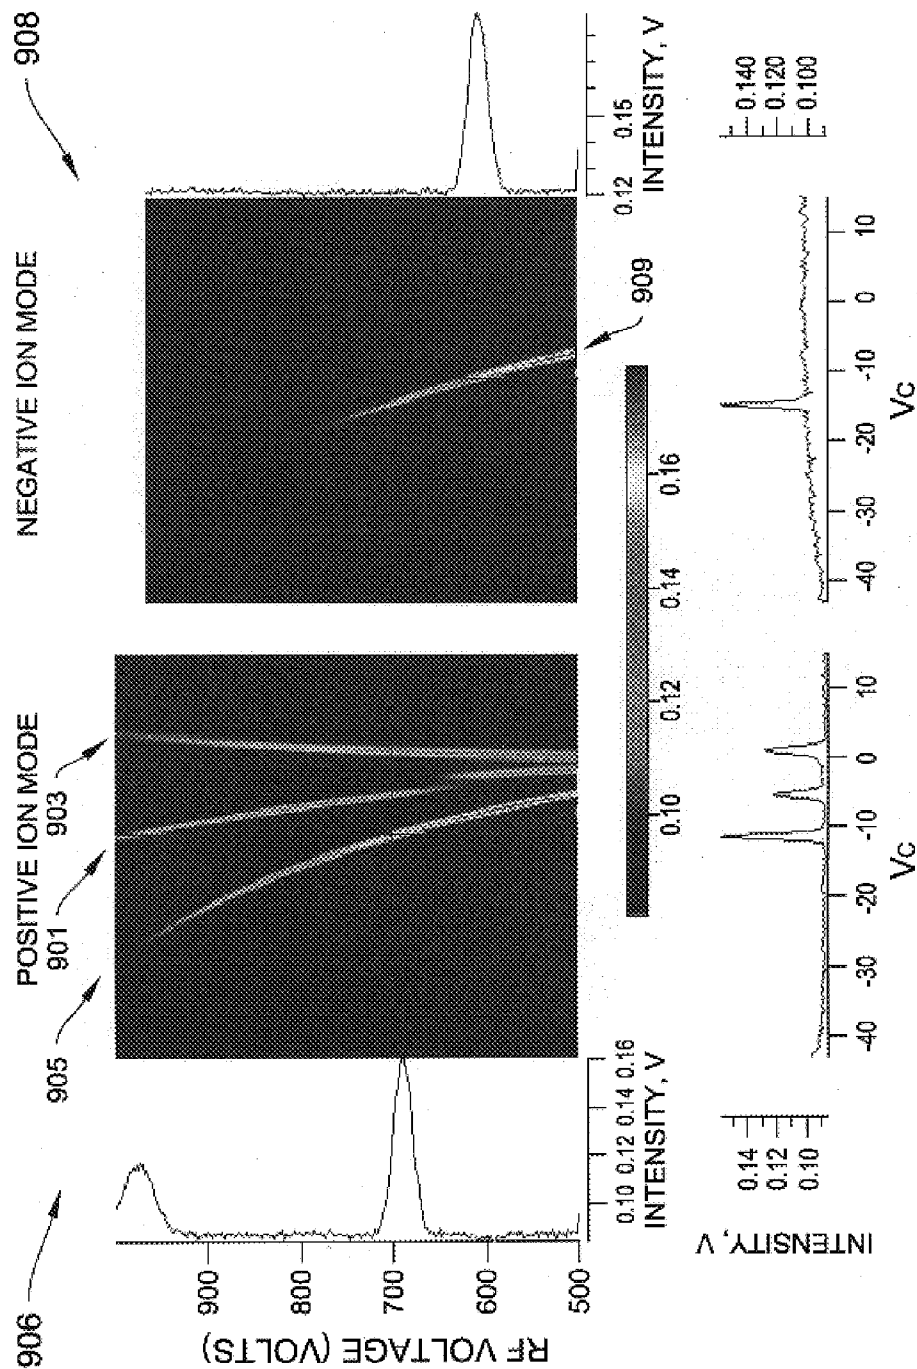 906
908
POSITIVE ION MODE
NEGATIVE ION MODE
905
901
903
909
RF VOLTAGE (VOLTS)
900
800
700
600
500
0.10 0.12 0.14 0.16
INTENSITY, V
0.12 0.15
INTENSITY, V
0.10 0.12 0.14 0.16
INTENSITY, V
0.14
0.12
0.10
-40 -30 -20 -10 0 10
Vc
-40 -30 -20 -10 0 10
Vc
0.140
0.120
0.100